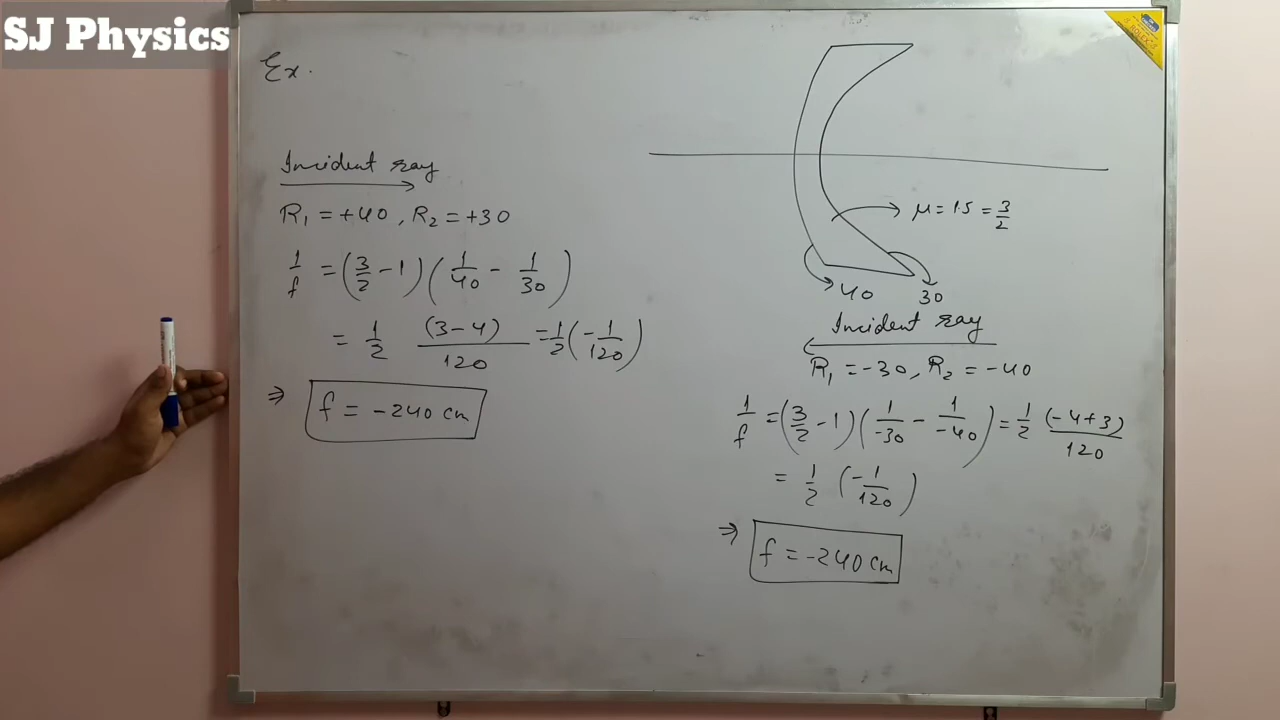 SJ Physics
Ex.
Incident ray
R₁ = +40, R₂ = +30
1/f = (3/2 - 1)(1/40 - 1/30)
= 1/2 (3-4)/120 = 1/2(-1/120)
⇒ f = -240 cm
μ = 1.5 = 3/2
40 30
Incident ray
R₁ = -30, R₂ = -40
1/f = (3/2 - 1)(1/-30 - 1/-40) = 1/2 (-4+3)/120
= 1/2 (-1/120)
⇒ f = -240 cm